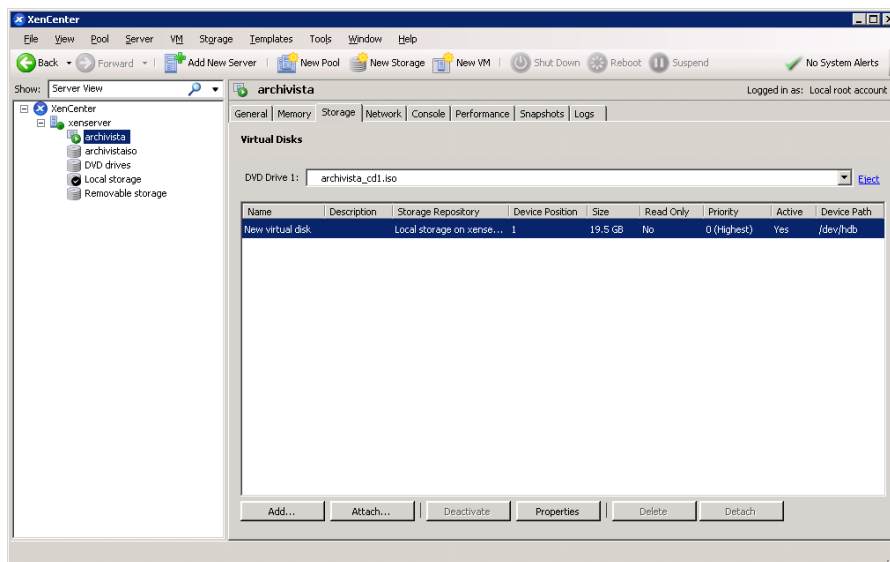 XenCenter
File View Pool Server VM Storage Templates Tools Window Help
Back Forward Add New Server New Pool New Storage New VM Shut Down Reboot Suspend No System Alerts
Show: Server View archivista Logged in as: Local root account
XenCenter
xenserver
archivista
archivistaiso
DVD drives
Local storage
Removable storage
General Memory Storage Network Console Performance Snapshots Logs
Virtual Disks
DVD Drive 1: archivista_cd1.iso Eject
Name Description Storage Repository Device Position Size Read Only Priority Active Device Path
New virtual disk Local storage on xense... 1 19.5 GB No 0 (Highest) Yes /dev/hdb
Add... Attach... Deactivate Properties Delete Detach